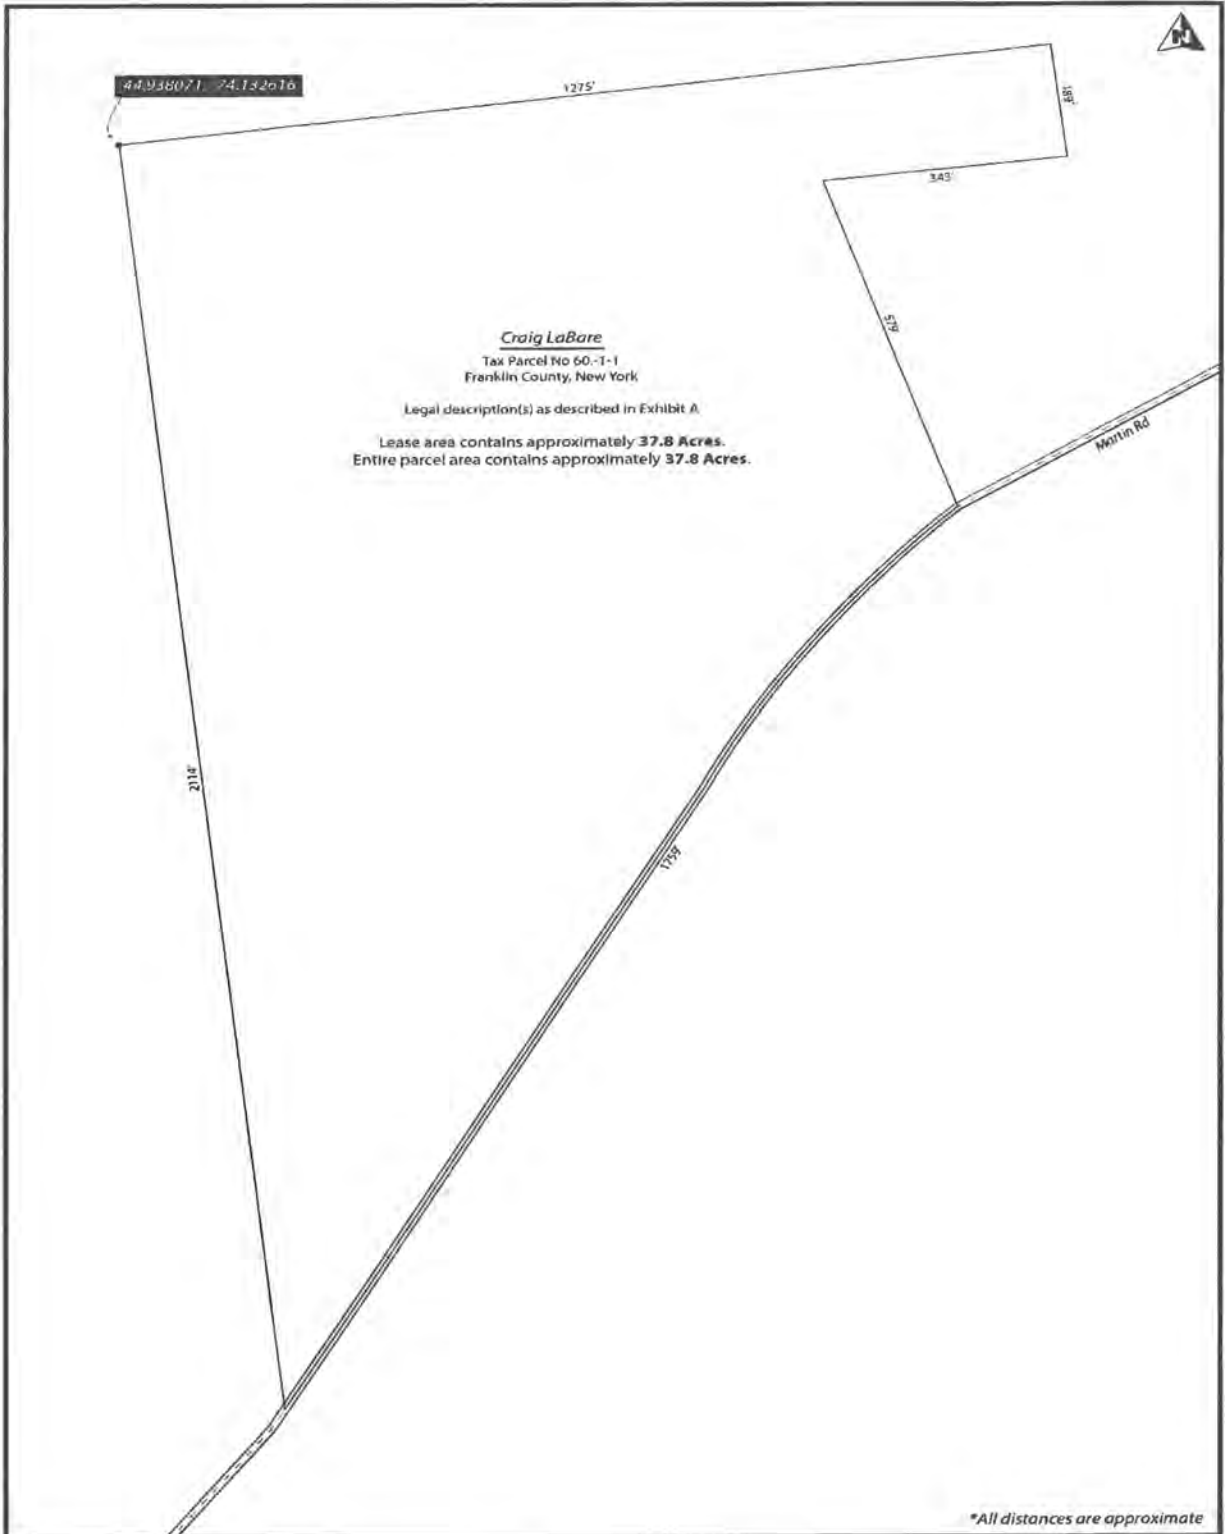 N
44.938071, -74.132616
1275'
189'
343'
579'
Craig LaBare
Tax Parcel No 60.-1-1
Franklin County, New York
Legal description(s) as described in Exhibit A
Lease area contains approximately 37.8 Acres.
Entire parcel area contains approximately 37.8 Acres.
Martin Rd
2114'
1759'
*All distances are approximate